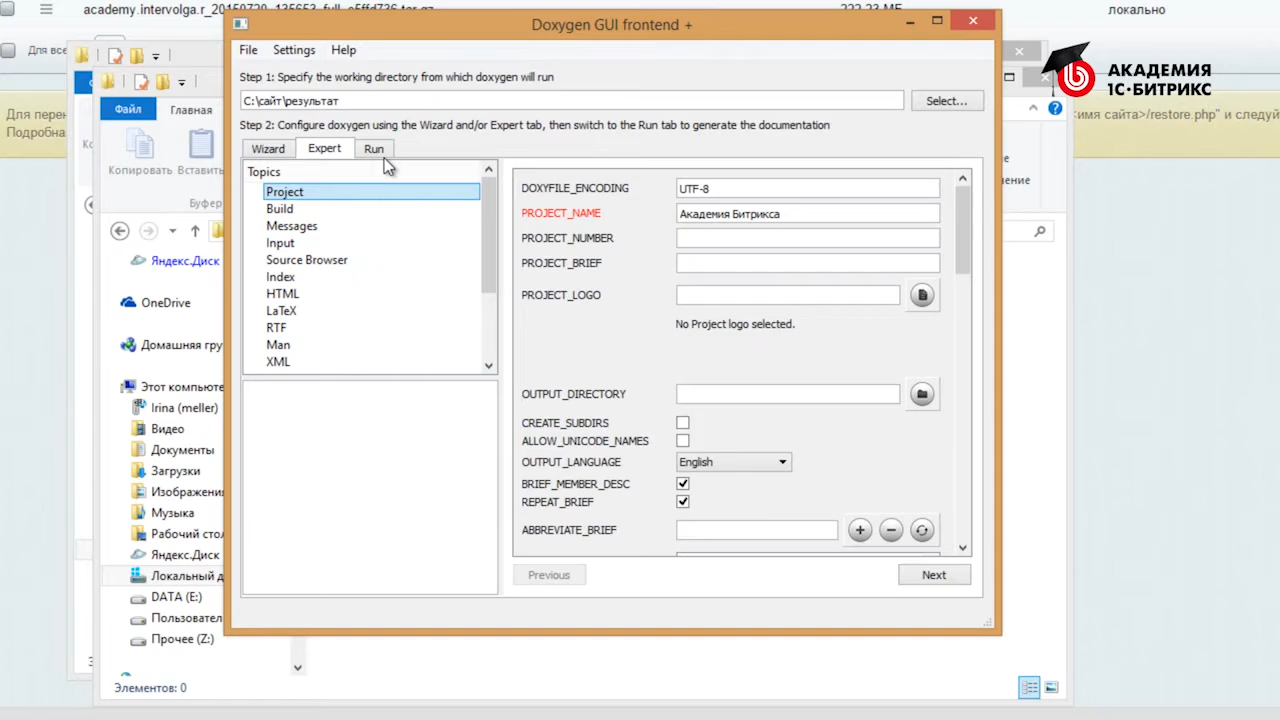 academy.intervolga.r_20150720_135653_full_e5ffd736.tar.gz
222.23 МБ
локально
Для все
Doxygen GUI frontend +
File Settings Help
Step 1: Specify the working directory from which doxygen will run
C:\сайт\результат
Select...
Step 2: Configure doxygen using the Wizard and/or Expert tab, then switch to the Run tab to generate the documentation
Wizard Expert Run
Topics
Project
Build
Messages
Input
Source Browser
Index
HTML
LaTeX
RTF
Man
XML
DOXYFILE_ENCODING UTF-8
PROJECT_NAME Академия Битрикса
PROJECT_NUMBER
PROJECT_BRIEF
PROJECT_LOGO
No Project logo selected.
OUTPUT_DIRECTORY
CREATE_SUBDIRS
ALLOW_UNICODE_NAMES
OUTPUT_LANGUAGE English
BRIEF_MEMBER_DESC
REPEAT_BRIEF
ABBREVIATE_BRIEF
Previous Next
АКАДЕМИЯ
1С·БИТРИКС
Для перен
Подробна
имя сайта>/restore.php" и следуй
Файл Главная
Копировать Вставить
Буфер
Яндекс.Диск
OneDrive
Домашняя гру
Этот компьюте
Irina (meller)
Видео
Документы
Загрузки
Изображени
Музыка
Рабочий стол
Яндекс.Диск
Локальный д
DATA (E:)
Пользовател
Прочее (Z:)
Элементов: 0